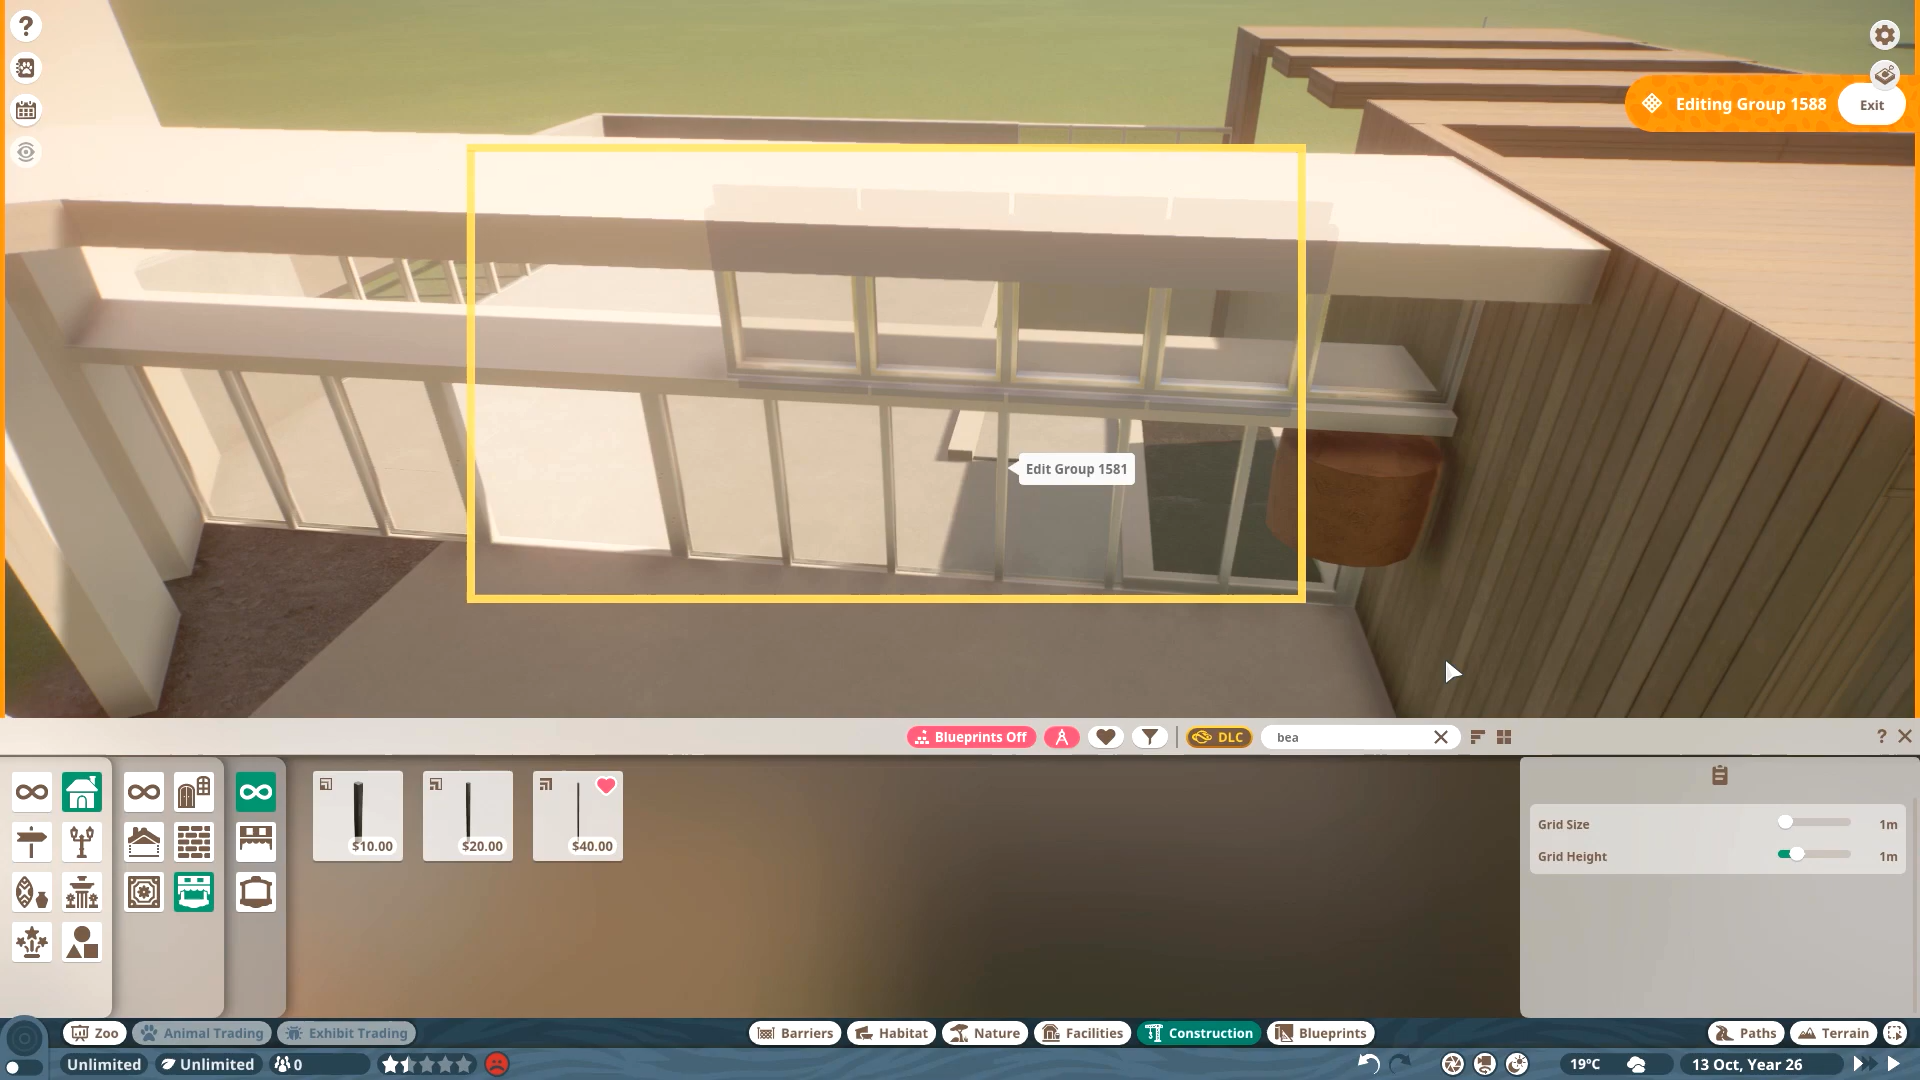 ?
Editing Group 1588
Exit
Edit Group 1581
Blueprints Off
DLC
bea
?
$10.00
$20.00
$40.00
Grid Size
1m
Grid Height
1m
Zoo
Animal Trading
Exhibit Trading
Barriers
Habitat
Nature
Facilities
Construction
Blueprints
Paths
Terrain
Unlimited
Unlimited
0
19°C
13 Oct, Year 26